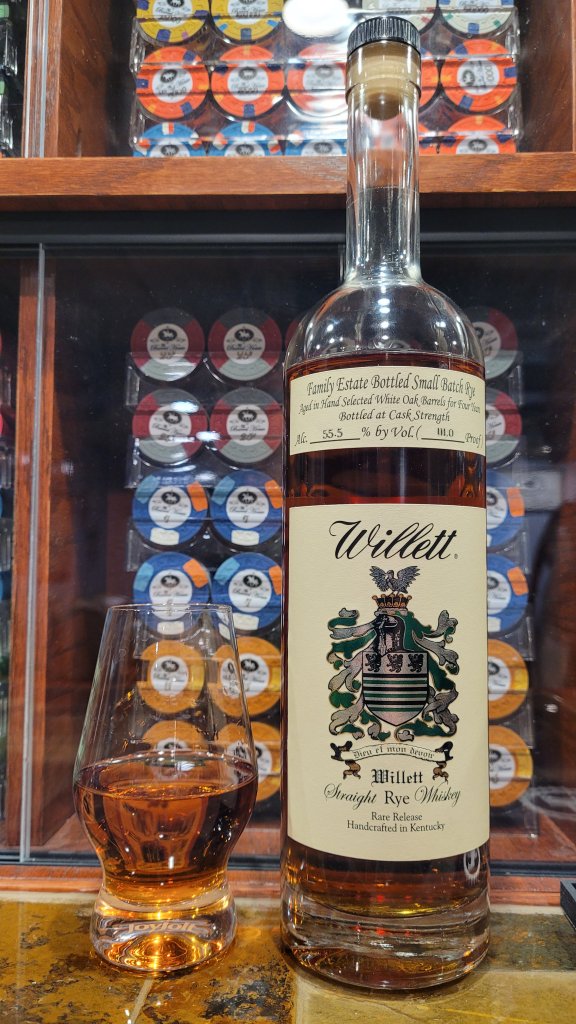 Family Estate Bottled Small Batch Rye
Aged in Hand Selected White Oak Barrels for Four Years
Bottled at Cask Strength
Alc. 55.5 % by Vol. ( 111.0 Proof
Willett
Dieu et mon devoir
Willett
Straight Rye Whiskey
Rare Release
Handcrafted in Kentucky